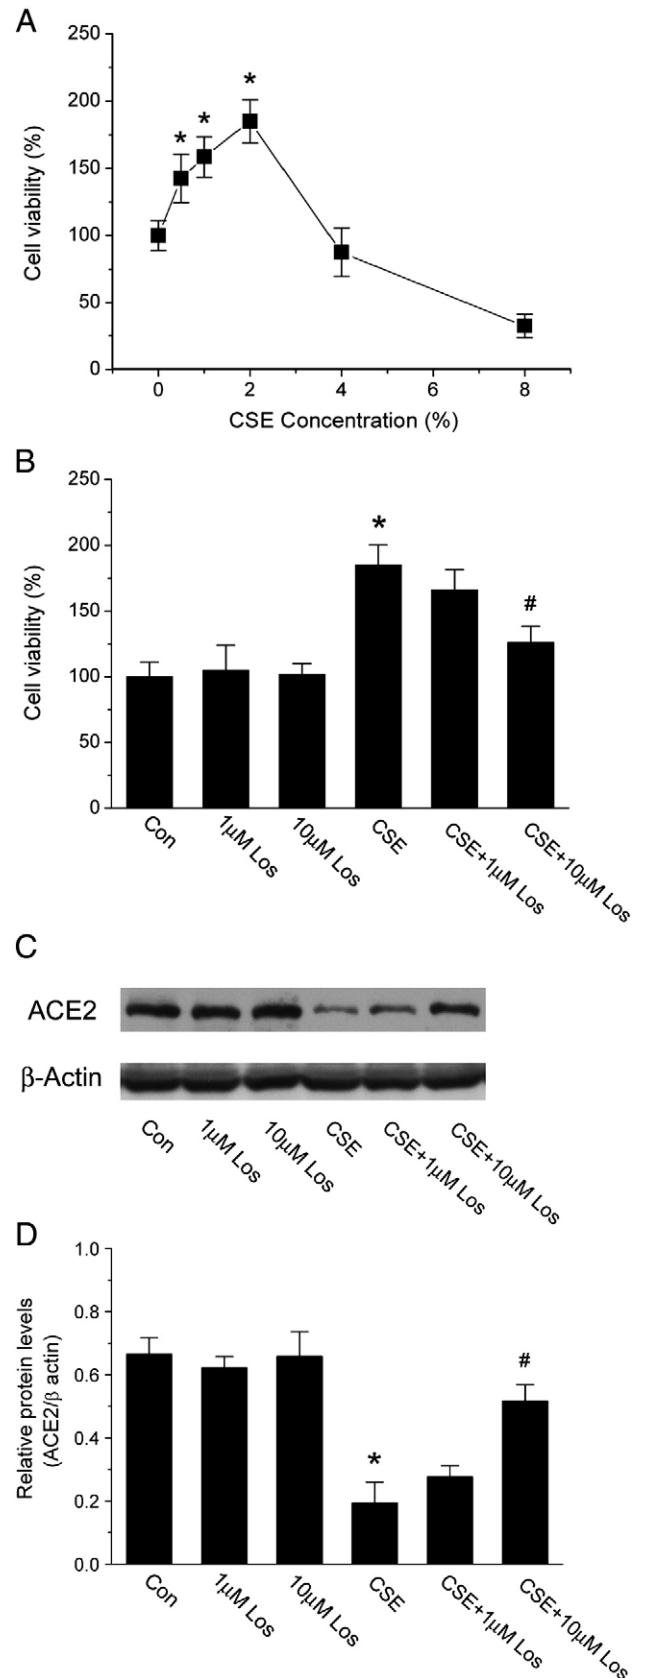 A
250
200
150
100
50
0
Cell viability (%)
*
*
*
0 2 4 6 8
CSE Concentration (%)
B
250
200
150
100
50
0
Cell viability (%)
*
#
Con 1μM Los 10μM Los CSE CSE+1μM Los CSE+10μM Los
C
ACE2
β-Actin
Con 1μM Los 10μM Los CSE CSE+1μM Los CSE+10μM Los
D
1.0
0.8
0.6
0.4
0.2
0.0
Relative protein levels
(ACE2/β actin)
*
#
Con 1μM Los 10μM Los CSE CSE+1μM Los CSE+10μM Los